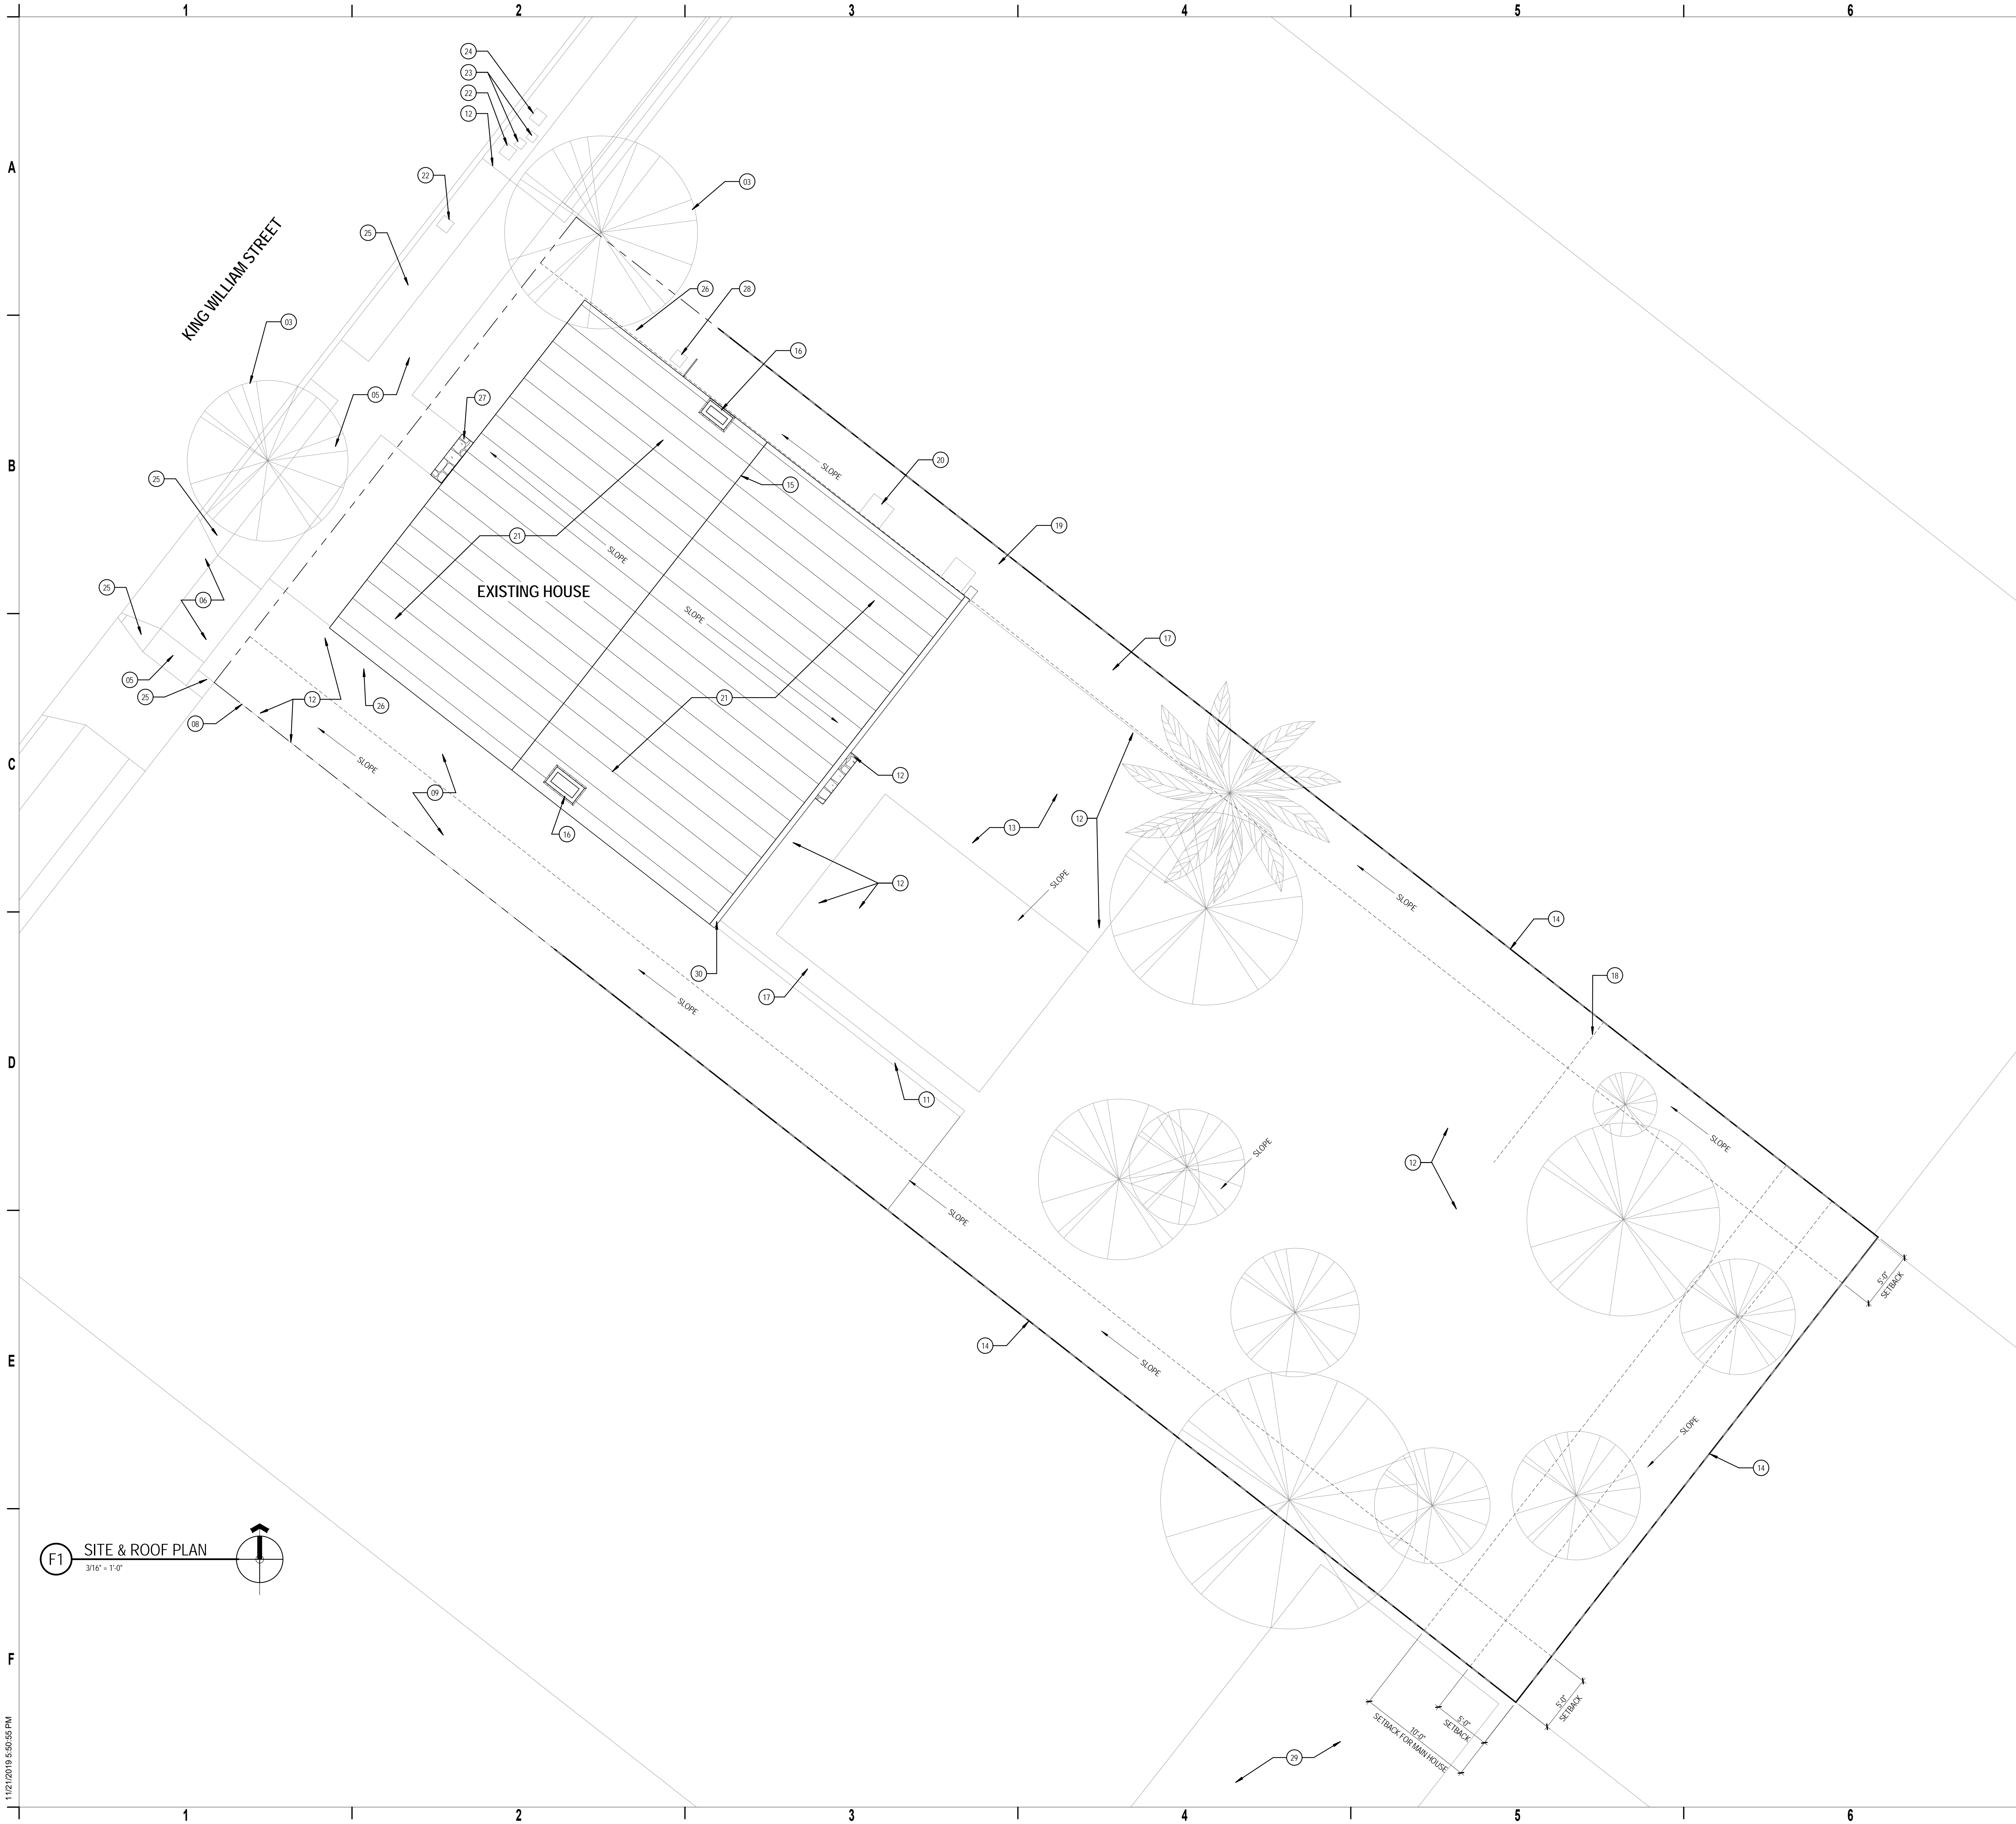 1 2 3 4 5 6
24
23
22
12
A
22
03
25
KING WILLIAM STREET
26
28
03
16
05
27
B
SLOPE
20
25
15
19
21
SLOPE
EXISTING HOUSE
25
06
SLOPE
17
05
25
12
26
21
08
C
SLOPE
12
09
13
12
16
SLOPE
12
SLOPE
14
30
18
17
SLOPE
D
11
SLOPE
SLOPE
12
SLOPE
5'-0"
SETBACK
14
E
SLOPE
SLOPE
14
F1
SITE & ROOF PLAN
3/16" = 1'-0"
F
5'-0"
SETBACK
5'-0"
SETBACK
10'-0"
SETBACK FOR MAIN HOUSE
29
11/21/2019 5:50:55 PM
1 2 3 4 5 6